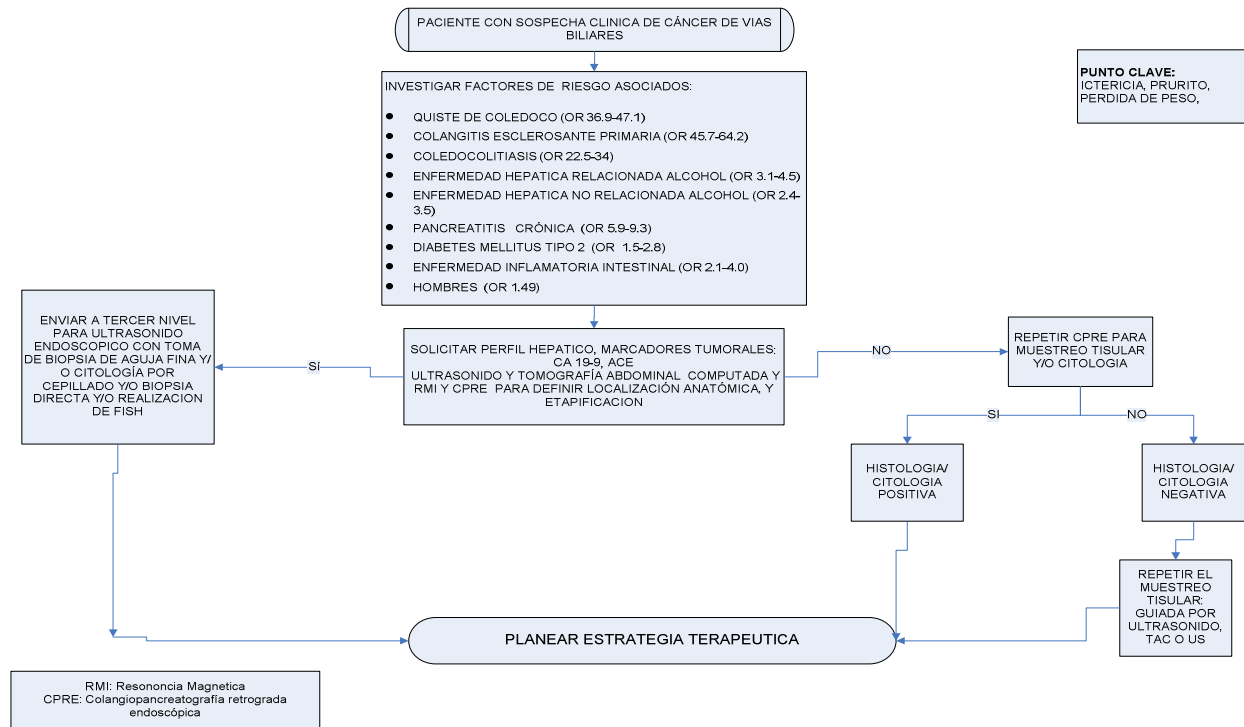 PACIENTE CON SOSPECHA CLINICA DE CÁNCER DE VIAS
BILIARES
PUNTO CLAVE:
ICTERICIA, PRURITO,
PERDIDA DE PESO,
INVESTIGAR FACTORES DE RIESGO ASOCIADOS:
● QUISTE DE COLEDOCO (OR 36.9-47.1)
● COLANGITIS ESCLEROSANTE PRIMARIA (OR 45.7-64.2)
● COLEDOCOLITIASIS (OR 22.5-34)
● ENFERMEDAD HEPATICA RELACIONADA ALCOHOL (OR 3.1-4.5)
● ENFERMEDAD HEPATICA NO RELACIONADA ALCOHOL (OR 2.4-
3.5)
● PANCREATITIS CRÓNICA (OR 5.9-9.3)
● DIABETES MELLITUS TIPO 2 (OR 1.5-2.8)
● ENFERMEDAD INFLAMATORIA INTESTINAL (OR 2.1-4.0)
● HOMBRES (OR 1.49)
ENVIAR A TERCER NIVEL
PARA ULTRASONIDO
ENDOSCOPICO CON TOMA
DE BIOPSIA DE AGUJA FINA Y/
O CITOLOGÍA POR
CEPILLADO Y/O BIOPSIA
DIRECTA Y/O REALIZACION
DE FISH
SI
SOLICITAR PERFIL HEPATICO, MARCADORES TUMORALES:
CA 19-9, ACE
ULTRASONIDO Y TOMOGRAFÍA ABDOMINAL COMPUTADA Y
RMI Y CPRE PARA DEFINIR LOCALIZACIÓN ANATÓMICA, Y
ETAPIFICACION
NO
REPETIR CPRE PARA
MUESTREO TISULAR
Y/O CITOLOGIA
SI
NO
HISTOLOGIA/
CITOLOGIA
POSITIVA
HISTOLOGIA/
CITOLOGIA
NEGATIVA
REPETIR EL
MUESTREO
TISULAR:
GUIADA POR
ULTRASONIDO,
TAC O US
PLANEAR ESTRATEGIA TERAPEUTICA
RMI: Resononcia Magnetica
CPRE: Colangiopancreatografía retrograda
endoscópica